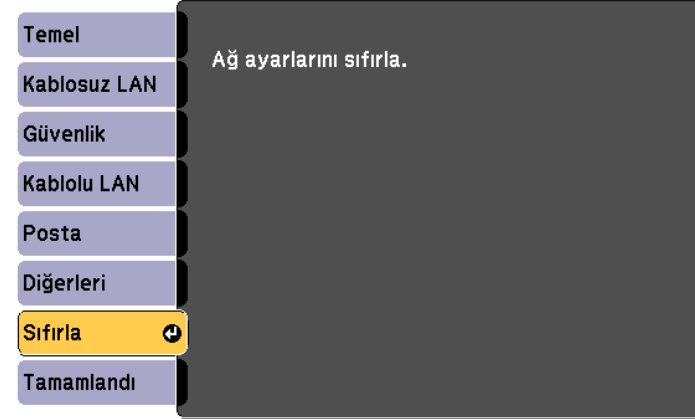 Temel
Kablosuz LAN
Güvenlik
Kablolu LAN
Posta
Diğerleri
Sıfırla
Tamamlandı
Ağ ayarlarını sıfırla.